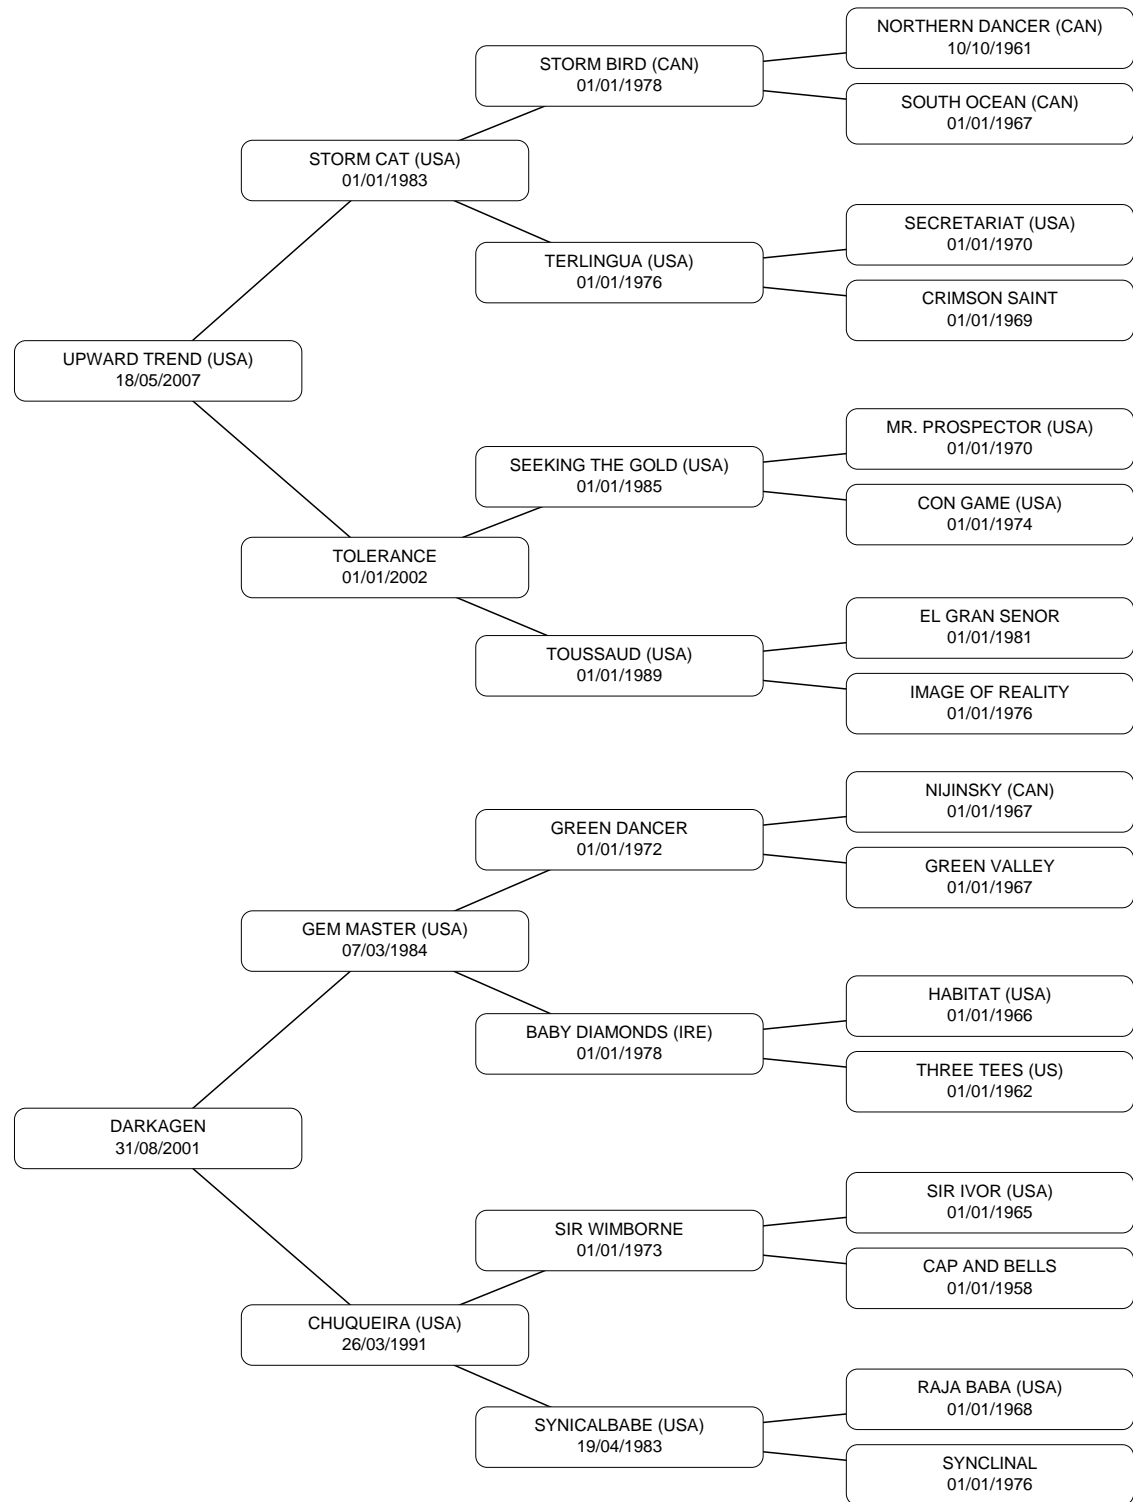 NORTHERN DANCER (CAN)
10/10/1961
STORM BIRD (CAN)
01/01/1978
SOUTH OCEAN (CAN)
01/01/1967
STORM CAT (USA)
01/01/1983
SECRETARIAT (USA)
01/01/1970
TERLINGUA (USA)
01/01/1976
CRIMSON SAINT
01/01/1969
UPWARD TREND (USA)
18/05/2007
MR. PROSPECTOR (USA)
01/01/1970
SEEKING THE GOLD (USA)
01/01/1985
CON GAME (USA)
01/01/1974
TOLERANCE
01/01/2002
EL GRAN SENOR
01/01/1981
TOUSSAUD (USA)
01/01/1989
IMAGE OF REALITY
01/01/1976
NIJINSKY (CAN)
01/01/1967
GREEN DANCER
01/01/1972
GREEN VALLEY
01/01/1967
GEM MASTER (USA)
07/03/1984
HABITAT (USA)
01/01/1966
BABY DIAMONDS (IRE)
01/01/1978
THREE TEES (US)
01/01/1962
DARKAGEN
31/08/2001
SIR IVOR (USA)
01/01/1965
SIR WIMBORNE
01/01/1973
CAP AND BELLS
01/01/1958
CHUQUEIRA (USA)
26/03/1991
RAJA BABA (USA)
01/01/1968
SYNICALBABE (USA)
19/04/1983
SYNCLINAL
01/01/1976